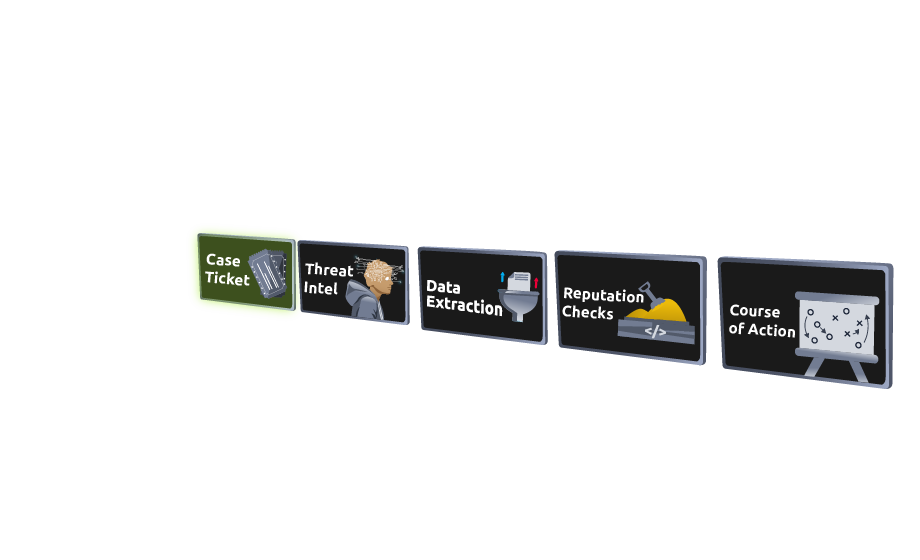 Case
Ticket
Threat
Intel
Data
Extraction
Reputation
Checks
</>
Course
of Action